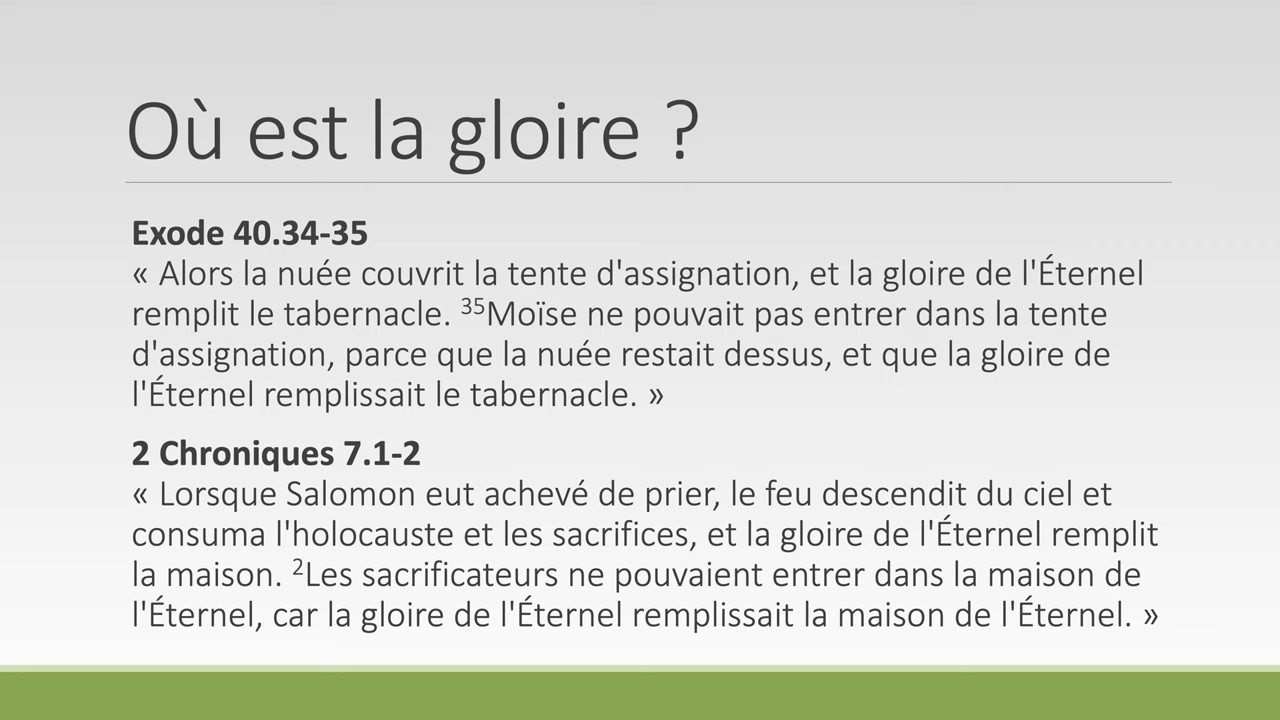 Où est la gloire ?
Exode 40.34-35
« Alors la nuée couvrit la tente d'assignation, et la gloire de l'Éternel
remplit le tabernacle. ³⁵Moïse ne pouvait pas entrer dans la tente
d'assignation, parce que la nuée restait dessus, et que la gloire de
l'Éternel remplissait le tabernacle. »
2 Chroniques 7.1-2
« Lorsque Salomon eut achevé de prier, le feu descendit du ciel et
consuma l'holocauste et les sacrifices, et la gloire de l'Éternel remplit
la maison. ²Les sacrificateurs ne pouvaient entrer dans la maison de
l'Éternel, car la gloire de l'Éternel remplissait la maison de l'Éternel. »